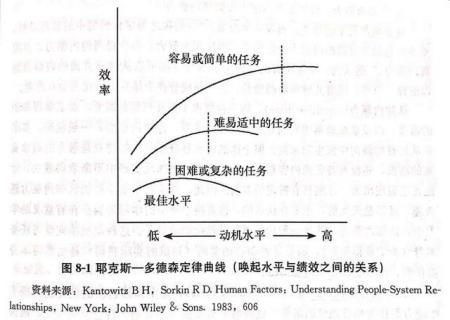 效率
容易或简单的任务
难易适中的任务
困难或复杂的任务
最佳水平
低 ← 动机水平 → 高
图 8-1 耶克斯—多德森定律曲线（唤起水平与绩效之间的关系）
资料来源：Kantowitz B H，Sorkin R D. Human Factors：Understanding People-System Re-
lationships，New York：John Wiley & Sons. 1983，606